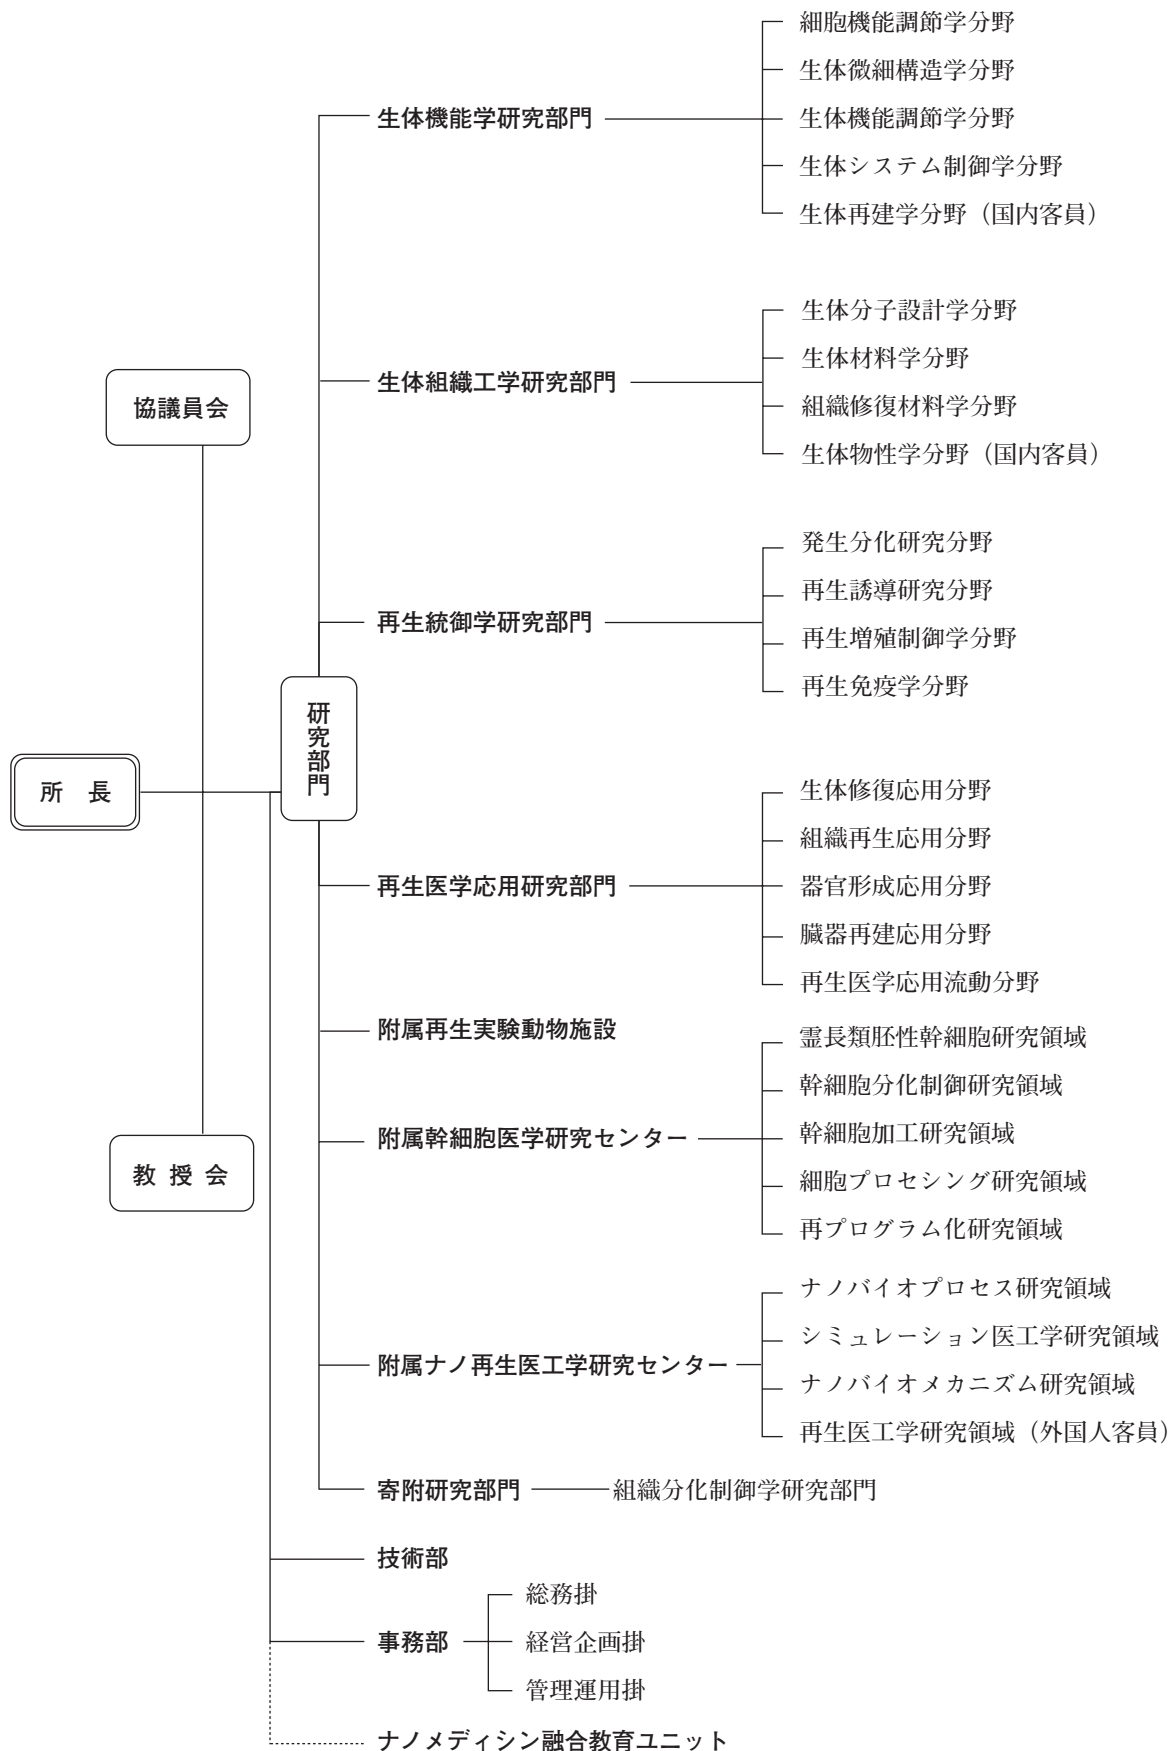 協議員会
所 長
教 授 会
研究部門
生体機能学研究部門
細胞機能調節学分野
生体微細構造学分野
生体機能調節学分野
生体システム制御学分野
生体再建学分野（国内客員）
生体組織工学研究部門
生体分子設計学分野
生体材料学分野
組織修復材料学分野
生体物性学分野（国内客員）
再生統御学研究部門
発生分化研究分野
再生誘導研究分野
再生増殖制御学分野
再生免疫学分野
再生医学応用研究部門
生体修復応用分野
組織再生応用分野
器官形成応用分野
臓器再建応用分野
再生医学応用流動分野
附属再生実験動物施設
附属幹細胞医学研究センター
霊長類胚性幹細胞研究領域
幹細胞分化制御研究領域
幹細胞加工研究領域
細胞プロセシング研究領域
再プログラム化研究領域
附属ナノ再生医工学研究センター
ナノバイオプロセス研究領域
シミュレーション医工学研究領域
ナノバイオメカニズム研究領域
再生医工学研究領域（外国人客員）
寄附研究部門
組織分化制御学研究部門
技術部
事務部
総務掛
経営企画掛
管理運用掛
ナノメディシン融合教育ユニット